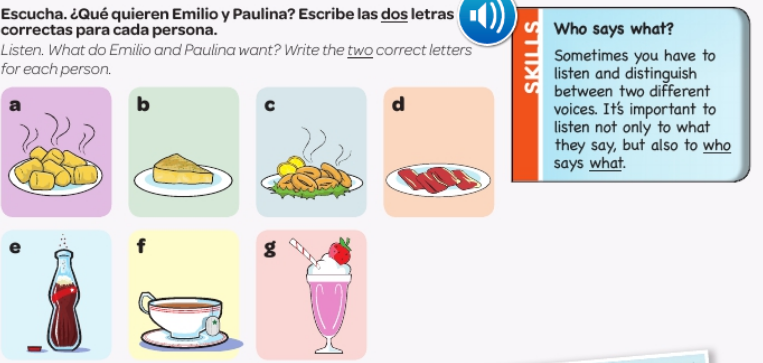 Escucha. ¿Qué quieren Emilio y Paulina? Escribe las dos letras
correctas para cada persona.
Listen. What do Emilio and Paulina want? Write the two correct letters
for each person.
a
b
c
d
e
f
g
SKILLS
Who says what?
Sometimes you have to
listen and distinguish
between two different
voices. It's important to
listen not only to what
they say, but also to who
says what.